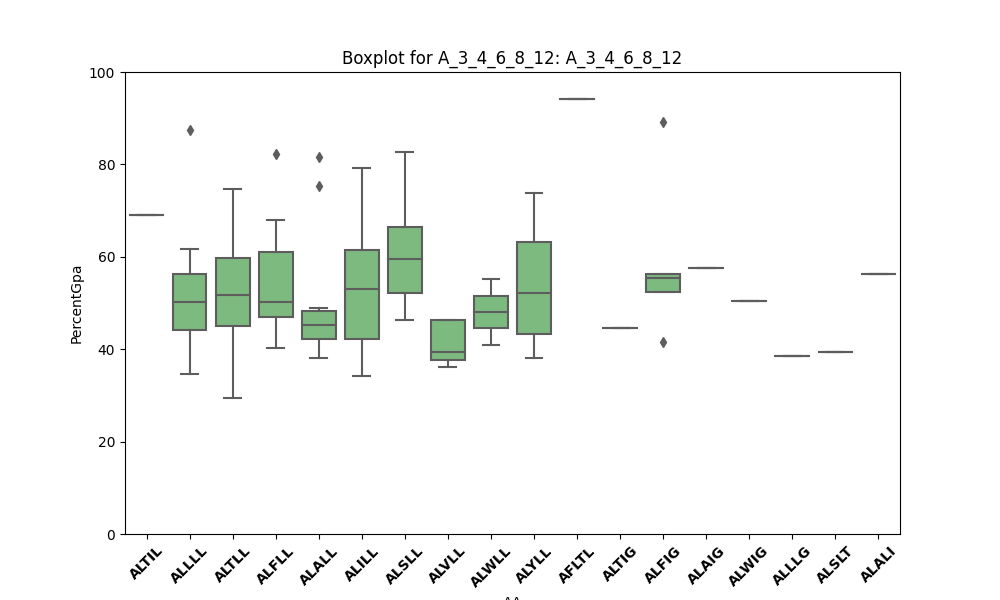 Boxplot for A_3_4_6_8_12: A_3_4_6_8_12
100
80
60
40
20
0
PercentGpa
ALTIL ALLLL ALTLL ALFLL ALALL ALILL ALSLL ALVLL ALWLL ALYLL AFLTL ALTIG ALFIG ALAIG ALWIG ALLLG ALSLT ALALI